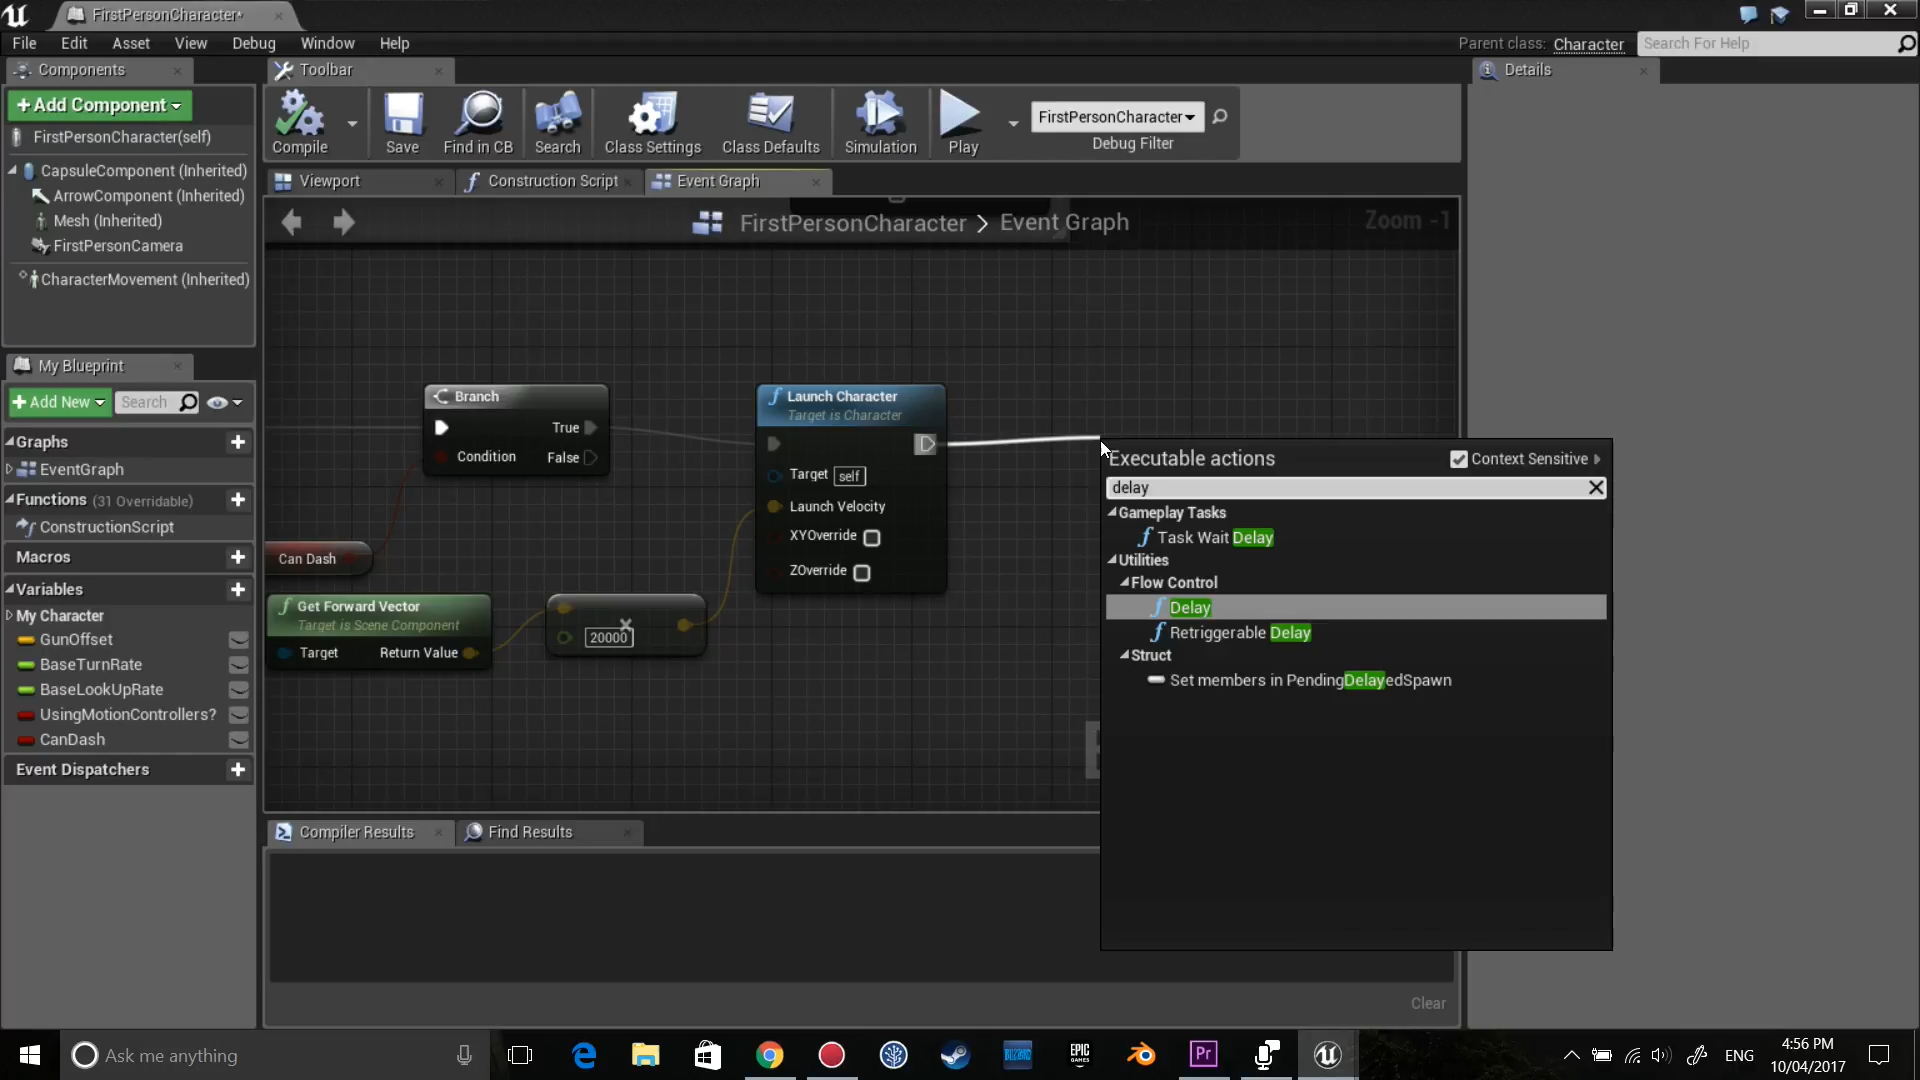 FirstPersonCharacter*
File Edit Asset View Debug Window Help
Parent class: Character
Search For Help
Components
Toolbar
Details
+Add Component
FirstPersonCharacter(self)
CapsuleComponent (Inherited)
ArrowComponent (Inherited)
Mesh (Inherited)
FirstPersonCamera
CharacterMovement (Inherited)
Compile
Save
Find in CB
Search
Class Settings
Class Defaults
Simulation
Play
FirstPersonCharacter
Debug Filter
Viewport
Construction Script
Event Graph
FirstPersonCharacter > Event Graph
Zoom -1
My Blueprint
+Add New
Search
Graphs
EventGraph
Functions (31 Overridable)
ConstructionScript
Macros
Variables
My Character
GunOffset
BaseTurnRate
BaseLookUpRate
UsingMotionControllers?
CanDash
Event Dispatchers
Branch
True
Condition
False
Can Dash
Get Forward Vector
Target is Scene Component
Target
Return Value
20000
Launch Character
Target is Character
Target self
Launch Velocity
XYOverride
ZOverride
Executable actions
Context Sensitive
delay
Gameplay Tasks
Task Wait Delay
Utilities
Flow Control
Delay
Retriggerable Delay
Struct
Set members in PendingDelayedSpawn
Compiler Results
Find Results
Clear
Ask me anything
BLIZZARD
EPIC GAMES
Pr
ENG
4:56 PM
10/04/2017